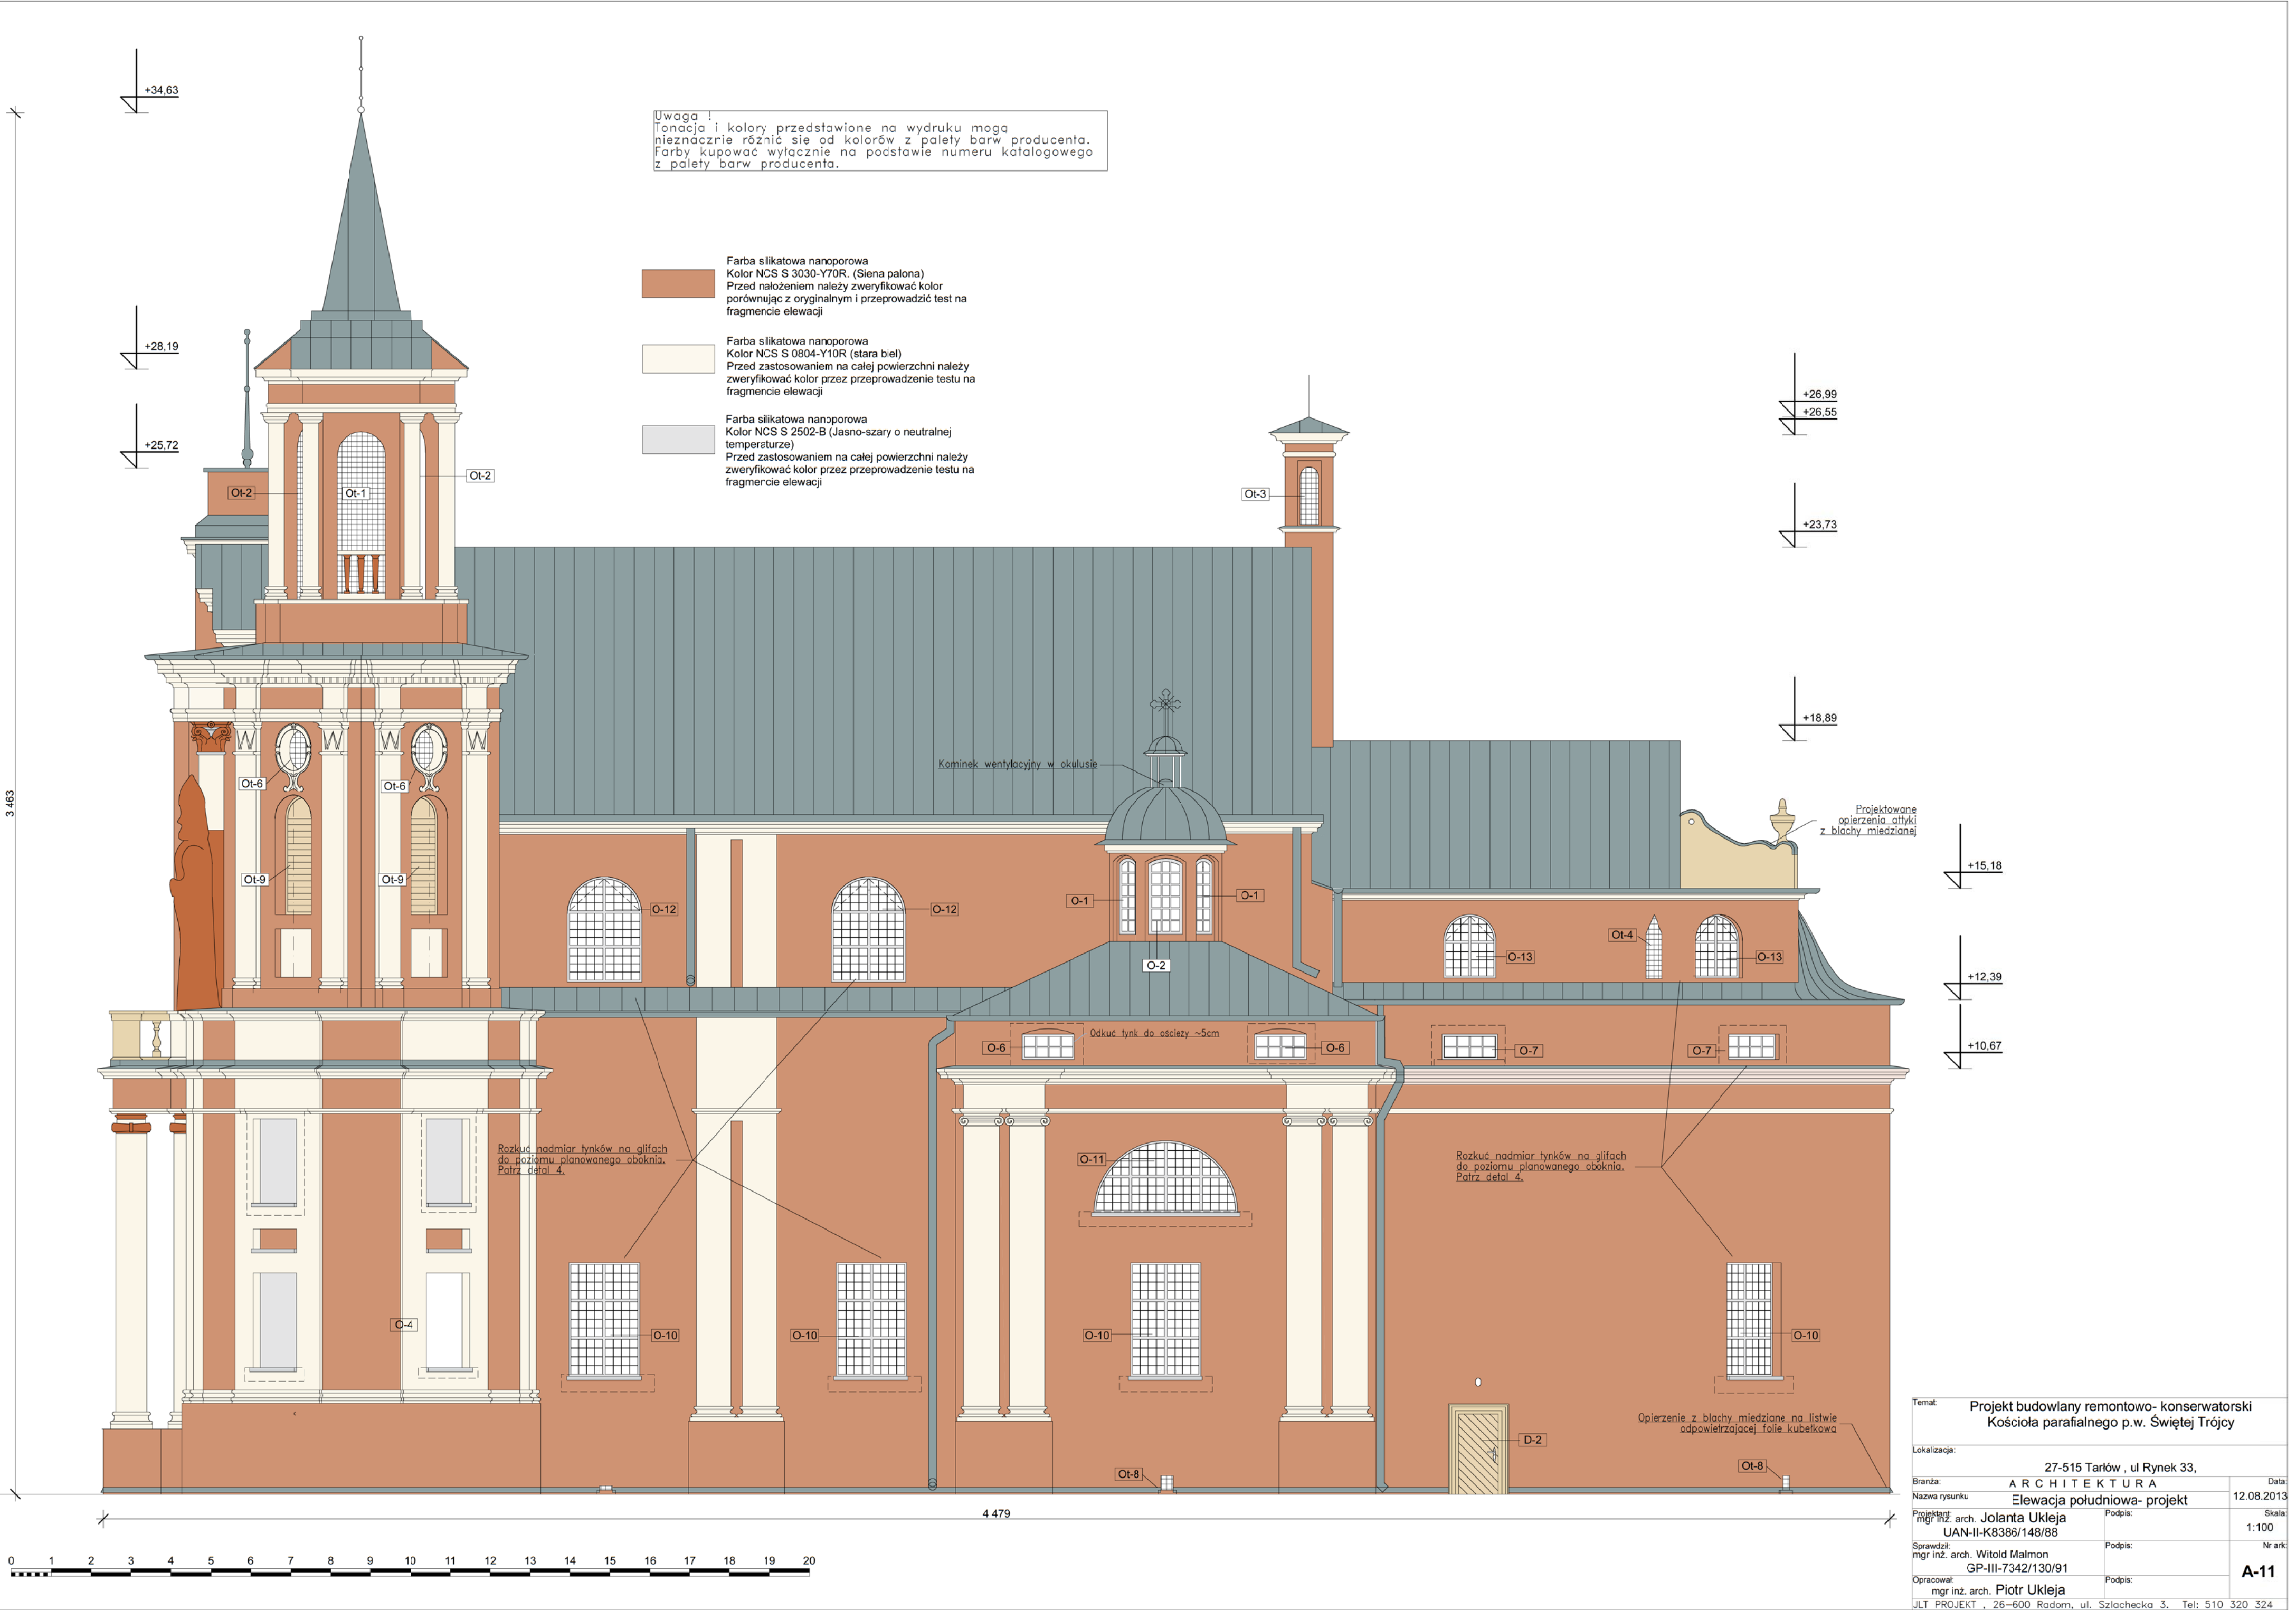 +34,63
+28,19
+25,72
3 463
Uwaga !
Tonacja i kolory przedstawione na wydruku mogą
nieznacznie różnić się od kolorów z palety barw producenta.
Farby kupować wyłącznie na podstawie numeru katalogowego
z palety barw producenta.
Farba silikatowa nanoporowa
Kolor NCS S 3030-Y70R. (Siena palona)
Przed nałożeniem należy zweryfikować kolor
porównując z oryginalnym i przeprowadzić test na
fragmencie elewacji
Farba silikatowa nanoporowa
Kolor NCS S 0804-Y10R (stara biel)
Przed zastosowaniem na całej powierzchni należy
zweryfikować kolor przez przeprowadzenie testu na
fragmencie elewacji
Farba silikatowa nanoporowa
Kolor NCS S 2502-B (Jasno-szary o neutralnej
temperaturze)
Przed zastosowaniem na całej powierzchni należy
zweryfikować kolor przez przeprowadzenie testu na
fragmencie elewacji
+26,99
+26,55
+23,73
+18,89
+15,18
+12,39
+10,67
Ot-2
Ot-1
Ot-2
Ot-3
Ot-6
Ot-6
Ot-9
Ot-9
Kominek wentylacyjny w okulusie
Projektowane
opierzenia attyki
z blachy miedzianej
O-12
O-12
O-1
O-1
O-2
O-13
Ot-4
O-13
O-6
Odkuć tynk do ościeży ~5cm
O-6
O-7
O-7
Rozkuć nadmiar tynków na glifach
do poziomu planowanego oboknia.
Patrz detal 4.
O-11
Rozkuć nadmiar tynków na glifach
do poziomu planowanego oboknia.
Patrz detal 4.
O-4
O-10
O-10
O-10
O-10
Opierzenie z blachy miedziane na listwie
odpowietrzającej folie kubełkową
D-2
Ot-8
Ot-8
4 479
0 1 2 3 4 5 6 7 8 9 10 11 12 13 14 15 16 17 18 19 20
Temat:
Projekt budowlany remontowo- konserwatorski
Kościoła parafialnego p.w. Świętej Trójcy
Lokalizacja:
27-515 Tarłów , ul Rynek 33,
Branża:
ARCHITEKTURA
Data:
12.08.2013
Nazwa rysunku
Elewacja południowa- projekt
Projektant:
mgr inż. arch. Jolanta Ukleja
UAN-II-K8386/148/88
Podpis:
Skala:
1:100
Sprawdził:
mgr inż. arch. Witold Malmon
GP-III-7342/130/91
Podpis:
Nr ark:
A-11
Opracował:
mgr inż. arch. Piotr Ukleja
Podpis:
JLT PROJEKT , 26-600 Radom, ul. Szlachecka 3. Tel: 510 320 324